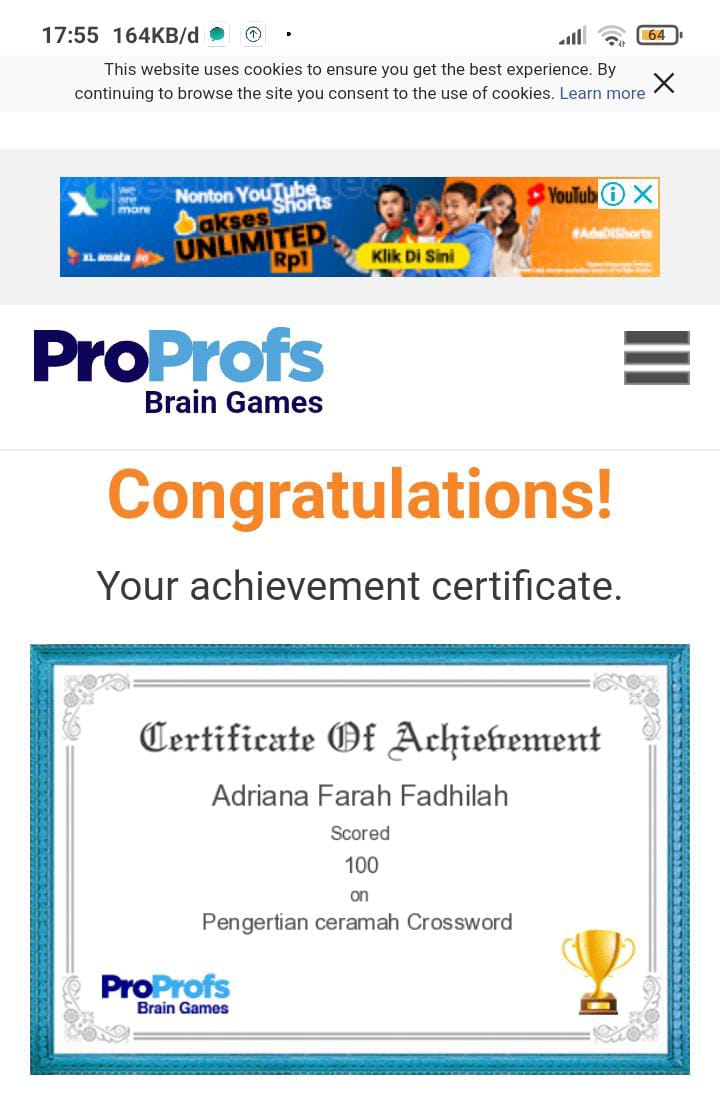 17:55 164KB/d
64
This website uses cookies to ensure you get the best experience. By
continuing to browse the site you consent to the use of cookies. Learn more
XL
we are more
Nonton YouTube Shorts
akses
UNLIMITED
Rp1
XL axiata
Klik Di Sini
YouTub
#AdaDiShorts
ProProfs
Brain Games
Congratulations!
Your achievement certificate.
Certificate Of Achievement
Adriana Farah Fadhilah
Scored
100
on
Pengertian ceramah Crossword
ProProfs
Brain Games